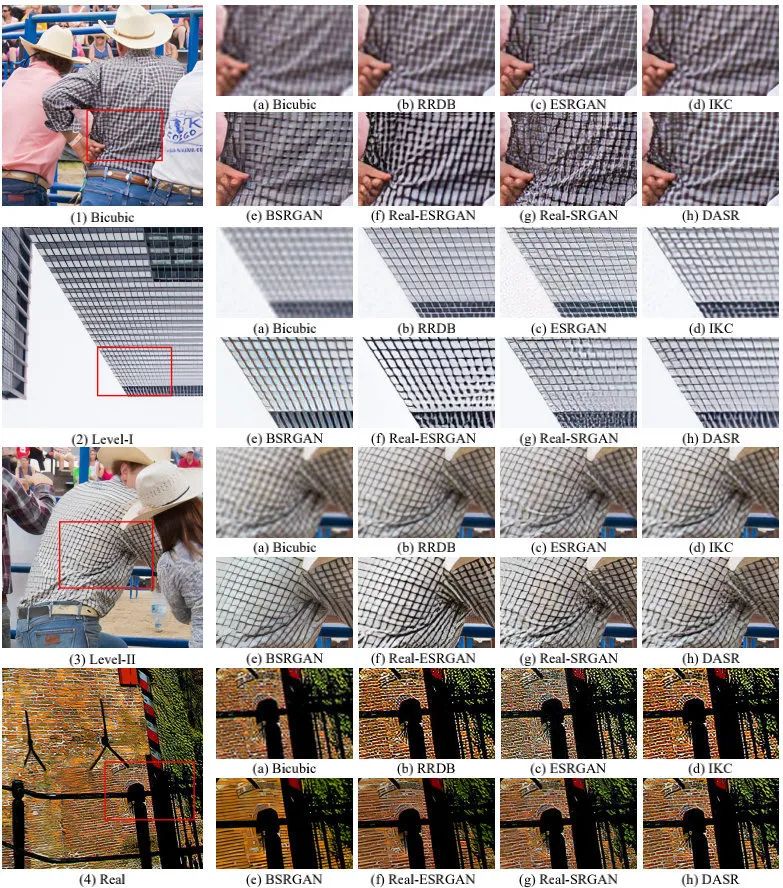 (a) Bicubic (b) RRDB (c) ESRGAN (d) IKC
(1) Bicubic (e) BSRGAN (f) Real-ESRGAN (g) Real-SRGAN (h) DASR
(a) Bicubic (b) RRDB (c) ESRGAN (d) IKC
(2) Level-I (e) BSRGAN (f) Real-ESRGAN (g) Real-SRGAN (h) DASR
(a) Bicubic (b) RRDB (c) ESRGAN (d) IKC
(3) Level-II (e) BSRGAN (f) Real-ESRGAN (g) Real-SRGAN (h) DASR
(a) Bicubic (b) RRDB (c) ESRGAN (d) IKC
(4) Real (e) BSRGAN (f) Real-ESRGAN (g) Real-SRGAN (h) DASR